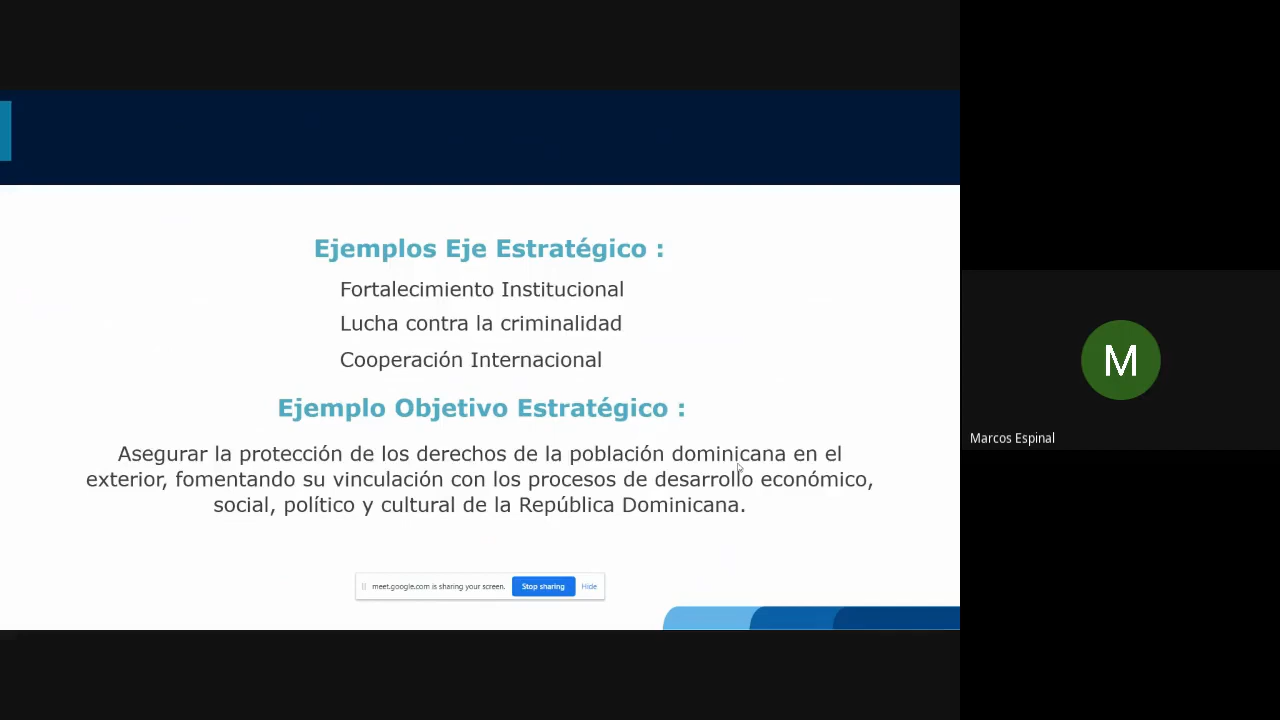 Ejemplos Eje Estratégico :
Fortalecimiento Institucional
Lucha contra la criminalidad
Cooperación Internacional
Ejemplo Objetivo Estratégico :
Asegurar la protección de los derechos de la población dominicana en el
exterior, fomentando su vinculación con los procesos de desarrollo económico,
social, político y cultural de la República Dominicana.
meet.google.com is sharing your screen. Stop sharing Hide
M
Marcos Espinal